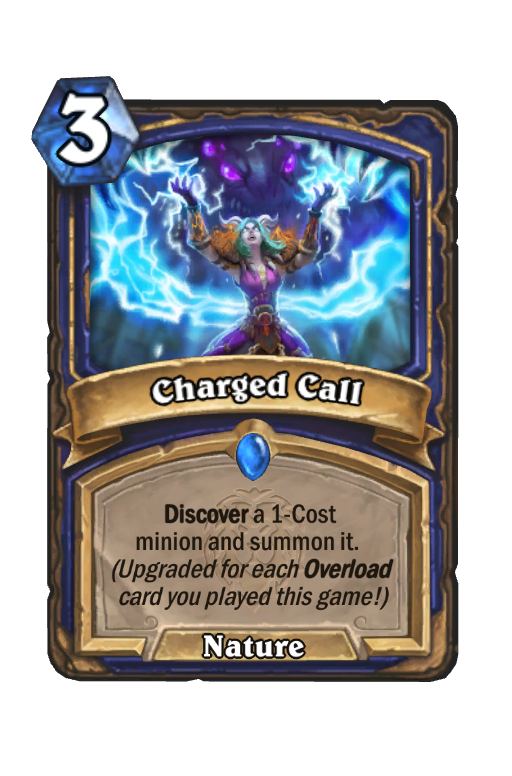 3
Charged Call
Discover a 1-Cost
minion and summon it.
(Upgraded for each Overload
card you played this game!)
Nature